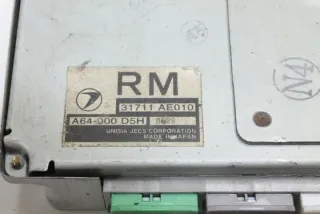 RM
31711 AE010
A64-000 D5H
UNISIA JECS CORPORATION
MADE IN JAPAN
N4